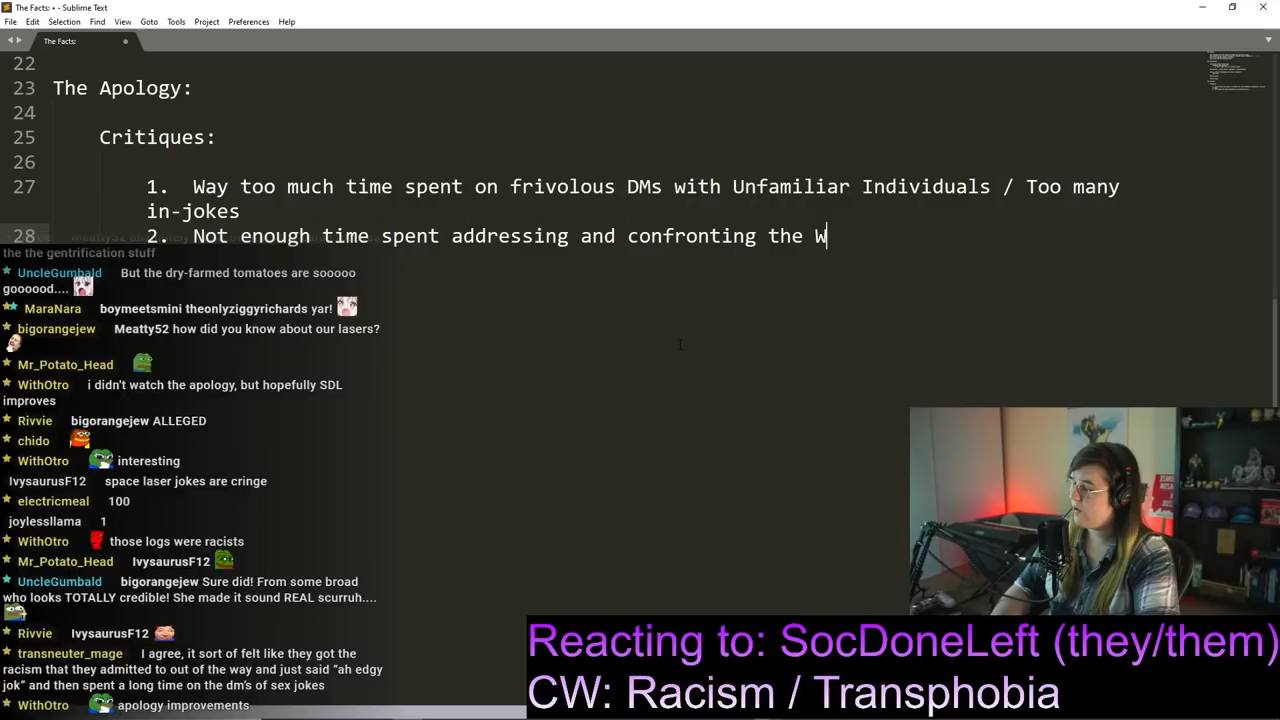 The Facts: • - Sublime Text
File Edit Selection Find View Goto Tools Project Preferences Help
The Facts:
22
23 The Apology:
24
25 Critiques:
26
27 1. Way too much time spent on frivolous DMs with Unfamiliar Individuals / Too many
in-jokes
28 2. Not enough time spent addressing and confronting the W
the the gentrification stuff
UncleGumbald But the dry-farmed tomatoes are sooooo
goooood....
MaraNara boymeetsmini theonlyziggyrichards yar!
bigorangejew Meatty52 how did you know about our lasers?
Mr_Potato_Head
WithOtro i didn't watch the apology, but hopefully SDL
improves
Rivvie bigorangejew ALLEGED
chido
WithOtro interesting
IvysaurusF12 space laser jokes are cringe
electricmeal 100
joylessllama 1
WithOtro those logs were racists
Mr_Potato_Head IvysaurusF12
UncleGumbald bigorangejew Sure did! From some broad
who looks TOTALLY credible! She made it sound REAL scurruh....
Rivvie IvysaurusF12
transneuter_mage I agree, it sort of felt like they got the
racism that they admitted to out of the way and just said "ah edgy
jok" and then spent a long time on the dm's of sex jokes
WithOtro apology improvements
Reacting to: SocDoneLeft (they/them)
CW: Racism / Transphobia